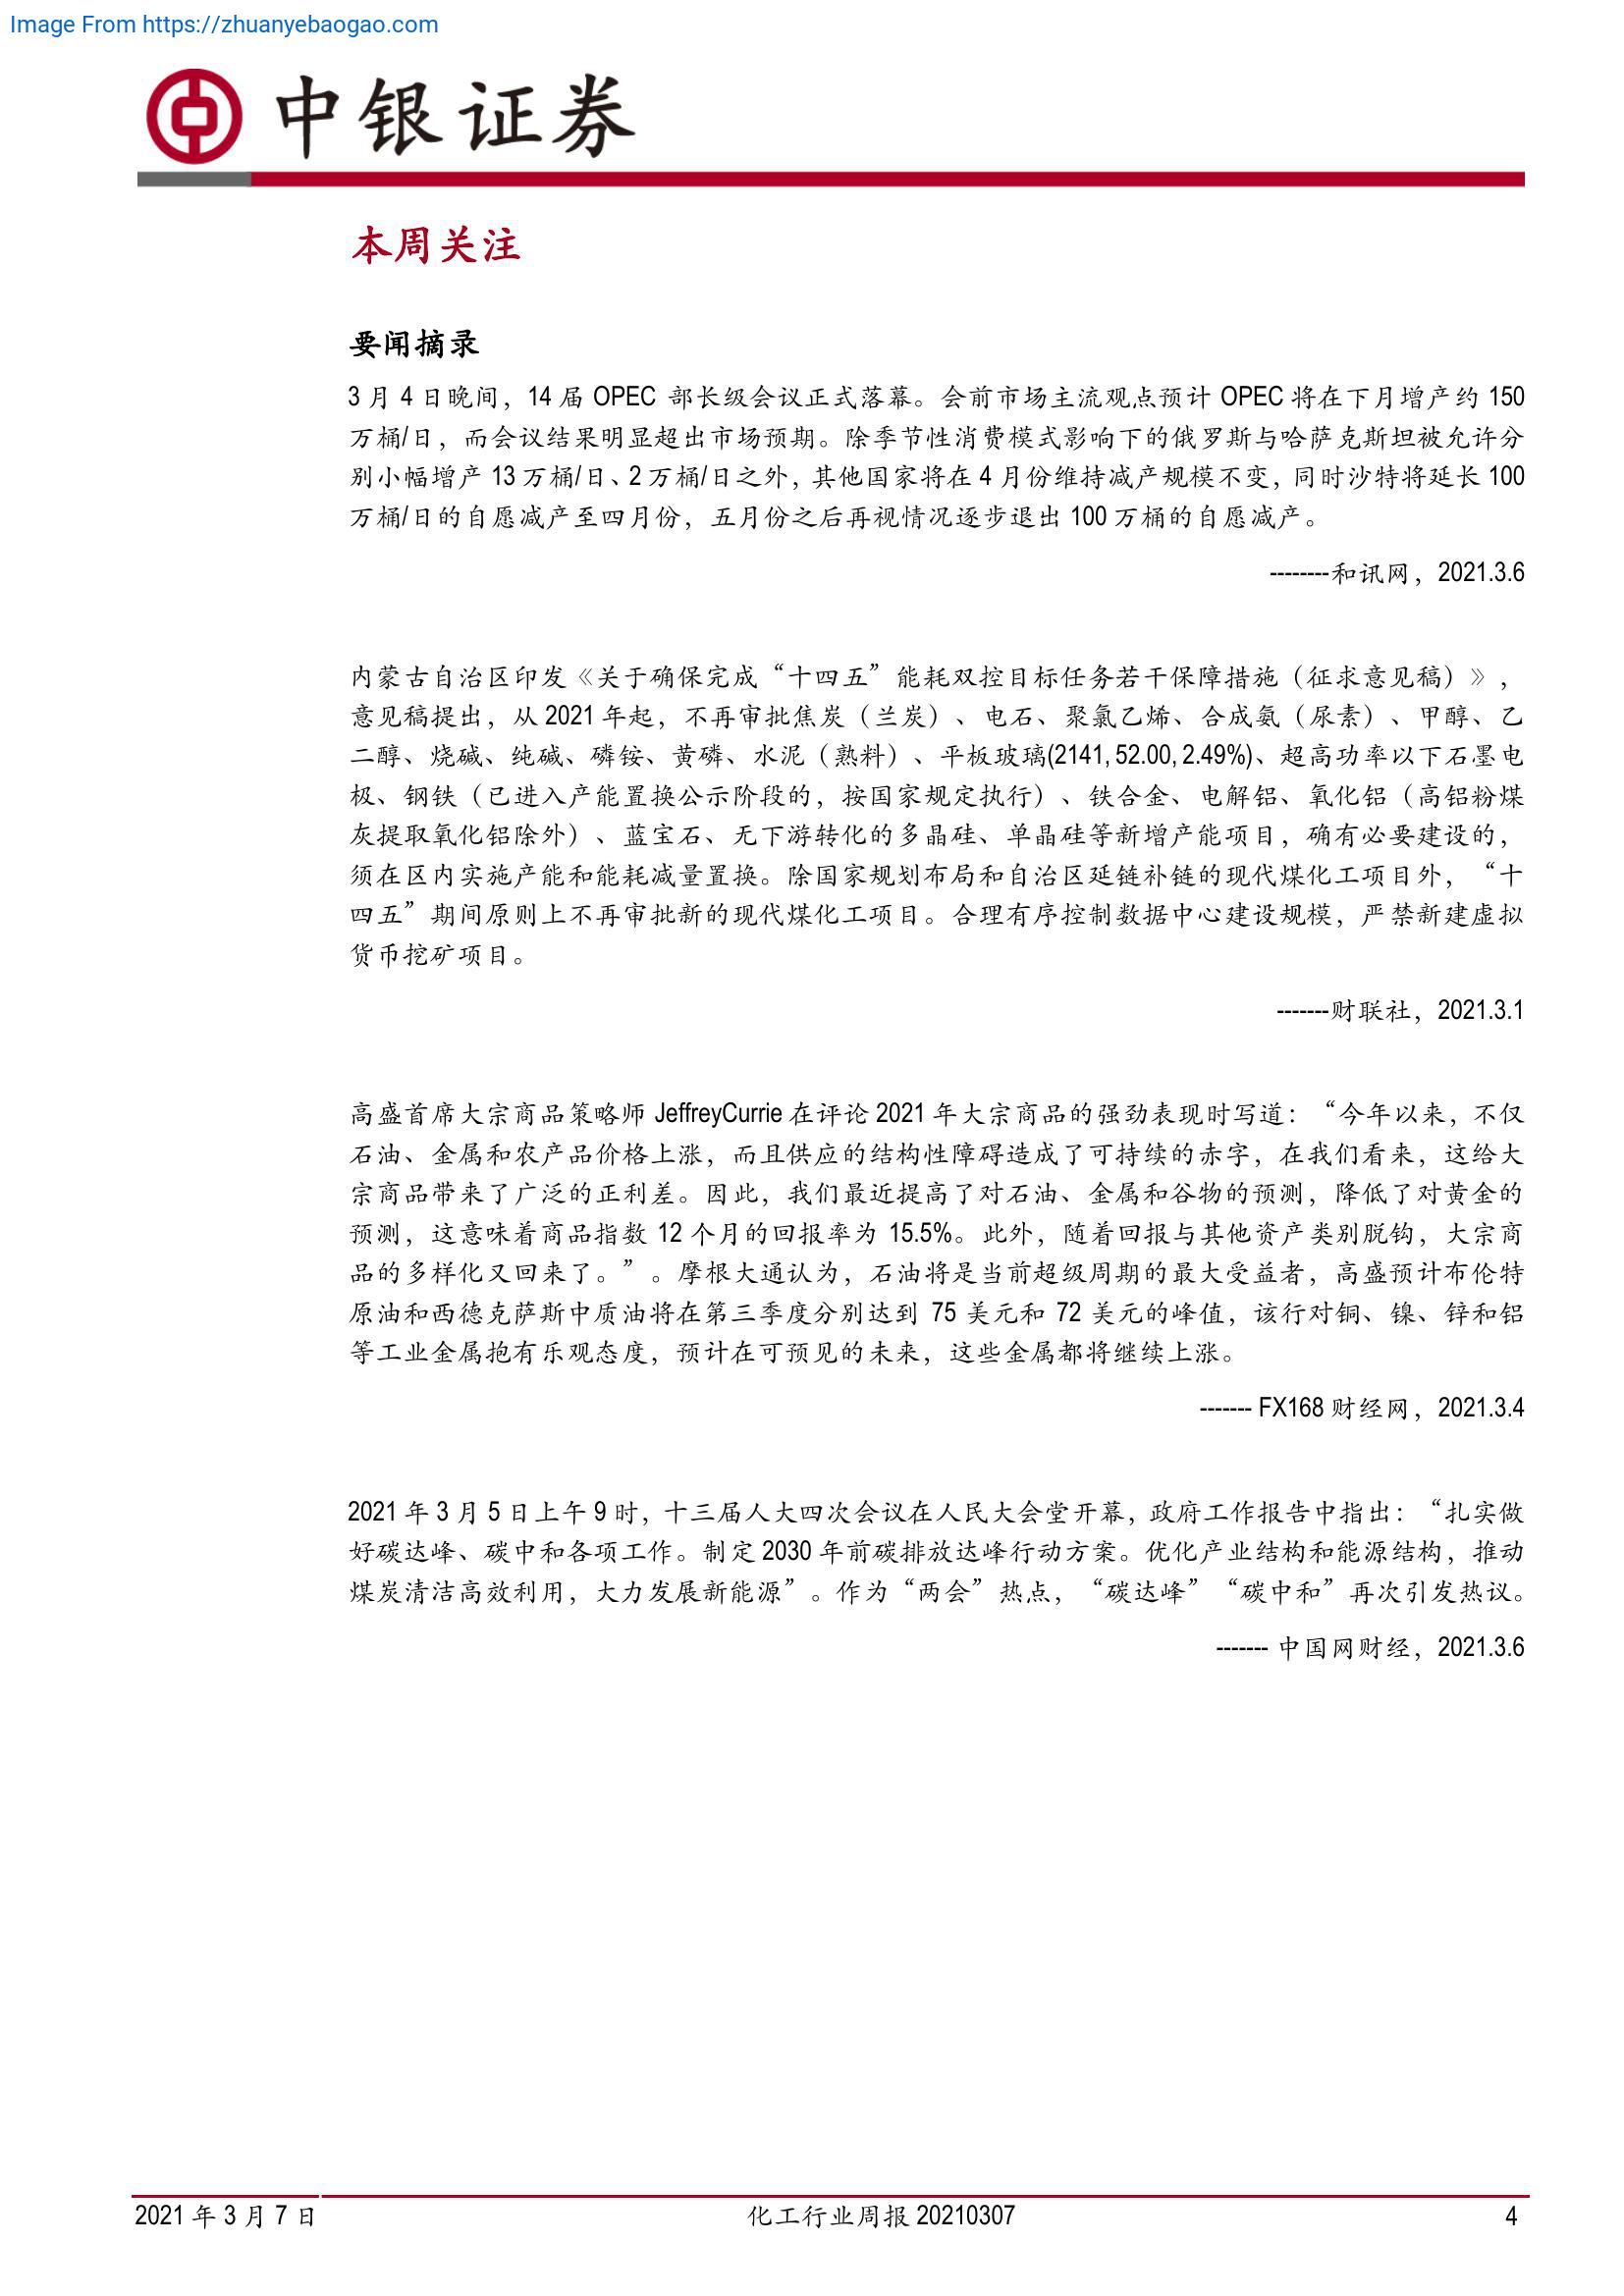 Image From https://zhuanyebaogao.com
中银证券
本周关注
要闻摘录
3 月 4 日晚间，14 届 OPEC 部长级会议正式落幕。会前市场主流观点预计 OPEC 将在下月增产约 150
万桶/日，而会议结果明显超出市场预期。除季节性消费模式影响下的俄罗斯与哈萨克斯坦被允许分
别小幅增产 13 万桶/日、2 万桶/日之外，其他国家将在 4 月份维持减产规模不变，同时沙特将延长 100
万桶/日的自愿减产至四月份，五月份之后再视情况逐步退出 100 万桶的自愿减产。
--------和讯网，2021.3.6
内蒙古自治区印发《关于确保完成“十四五”能耗双控目标任务若干保障措施（征求意见稿）》，
意见稿提出，从 2021 年起，不再审批焦炭（兰炭）、电石、聚氯乙烯、合成氨（尿素）、甲醇、乙
二醇、烧碱、纯碱、磷铵、黄磷、水泥（熟料）、平板玻璃(2141, 52.00, 2.49%)、超高功率以下石墨电
极、钢铁（已进入产能置换公示阶段的，按国家规定执行）、铁合金、电解铝、氧化铝（高铝粉煤
灰提取氧化铝除外）、蓝宝石、无下游转化的多晶硅、单晶硅等新增产能项目，确有必要建设的，
须在区内实施产能和能耗减量置换。除国家规划布局和自治区延链补链的现代煤化工项目外，“十
四五”期间原则上不再审批新的现代煤化工项目。合理有序控制数据中心建设规模，严禁新建虚拟
货币挖矿项目。
-------财联社，2021.3.1
高盛首席大宗商品策略师 JeffreyCurrie 在评论 2021 年大宗商品的强劲表现时写道：“今年以来，不仅
石油、金属和农产品价格上涨，而且供应的结构性障碍造成了可持续的赤字，在我们看来，这给大
宗商品带来了广泛的正利差。因此，我们最近提高了对石油、金属和谷物的预测，降低了对黄金的
预测，这意味着商品指数 12 个月的回报率为 15.5%。此外，随着回报与其他资产类别脱钩，大宗商
品的多样化又回来了。”。摩根大通认为，石油将是当前超级周期的最大受益者，高盛预计布伦特
原油和西德克萨斯中质油将在第三季度分别达到 75 美元和 72 美元的峰值，该行对铜、镍、锌和铝
等工业金属抱有乐观态度，预计在可预见的未来，这些金属都将继续上涨。
------- FX168 财经网，2021.3.4
2021 年 3 月 5 日上午 9 时，十三届人大四次会议在人民大会堂开幕，政府工作报告中指出：“扎实做
好碳达峰、碳中和各项工作。制定 2030 年前碳排放达峰行动方案。优化产业结构和能源结构，推动
煤炭清洁高效利用，大力发展新能源”。作为“两会”热点，“碳达峰”“碳中和”再次引发热议。
------- 中国网财经，2021.3.6
2021 年 3 月 7 日
化工行业周报 20210307
4